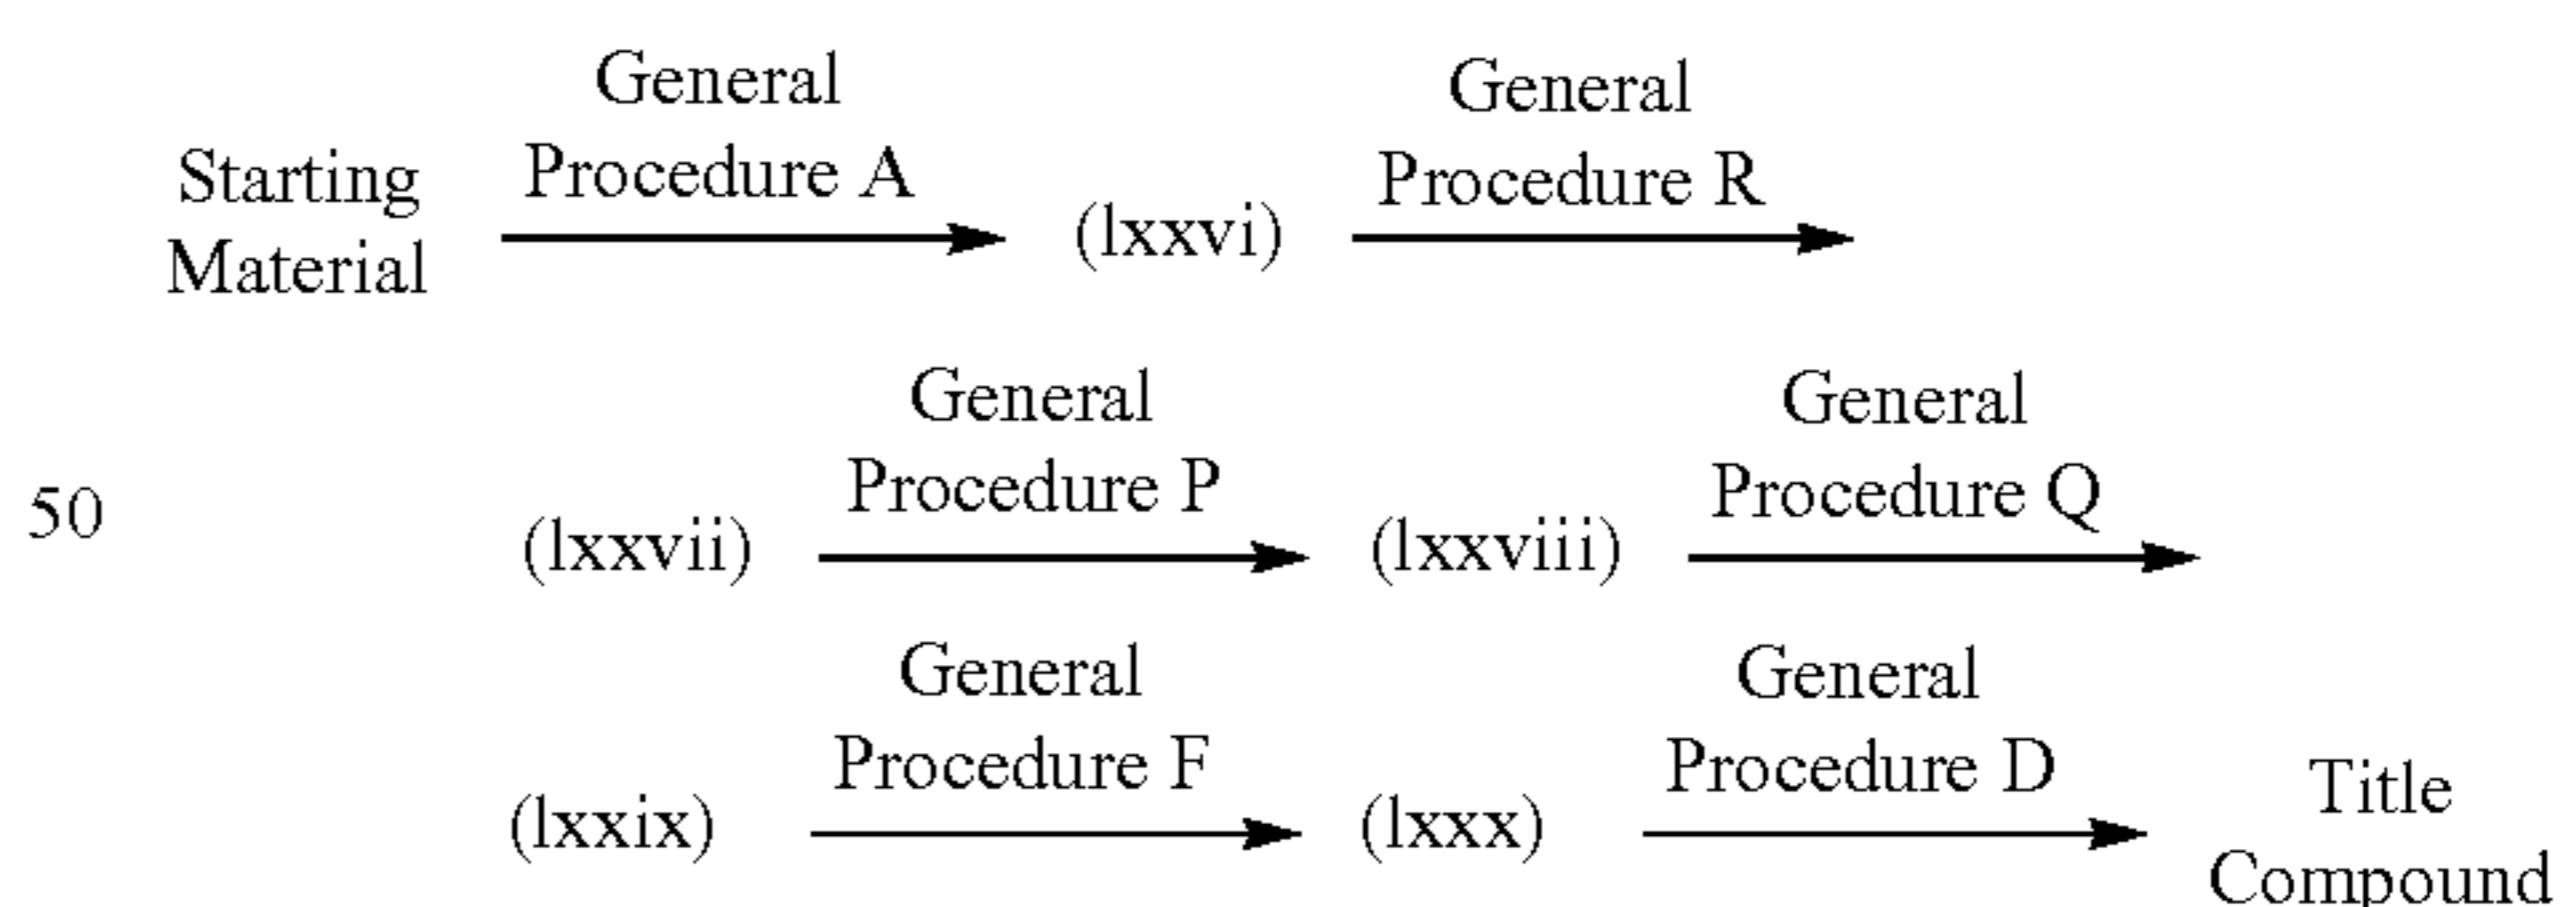 General
Procedure A
General
Procedure R
Starting
Material
(lxxvi)
General
Procedure P
General
Procedure Q
50
(lxxvii)
(lxxviii)
General
Procedure F
General
Procedure D
(lxxix)
(lxxx)
Title
Compound